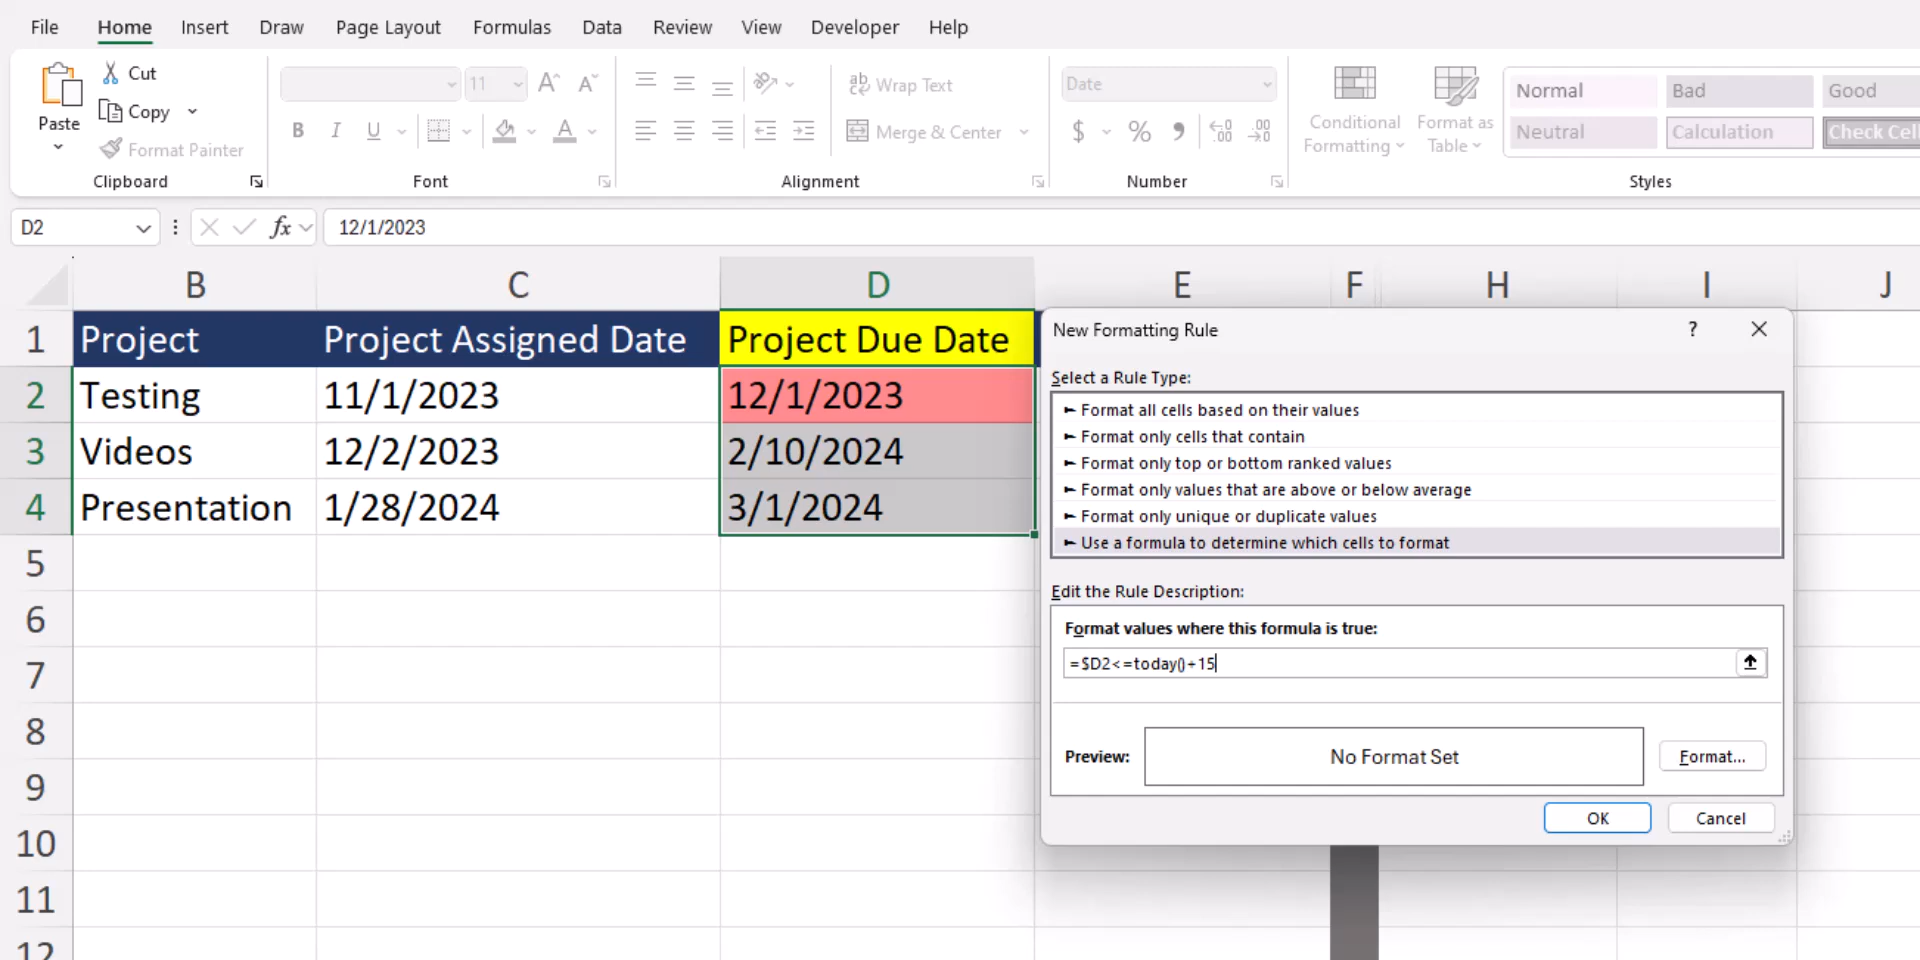 File Home Insert Draw Page Layout Formulas Data Review View Developer Help
Paste
Cut
Copy
Format Painter
Clipboard
11
B I U
Font
Wrap Text
Merge & Center
Alignment
Date
$ % 9
Number
Conditional Formatting
Format as Table
Normal Bad Good
Neutral Calculation Check Cel
Styles
D2 fx 12/1/2023
B C D E F H I J
1 Project Project Assigned Date Project Due Date
2 Testing 11/1/2023 12/1/2023
3 Videos 12/2/2023 2/10/2024
4 Presentation 1/28/2024 3/1/2024
5
6
7
8
9
10
11
12
New Formatting Rule ?
Select a Rule Type:
► Format all cells based on their values
► Format only cells that contain
► Format only top or bottom ranked values
► Format only values that are above or below average
► Format only unique or duplicate values
► Use a formula to determine which cells to format
Edit the Rule Description:
Format values where this formula is true:
=$D2<=today()+15
Preview: No Format Set Format...
OK Cancel